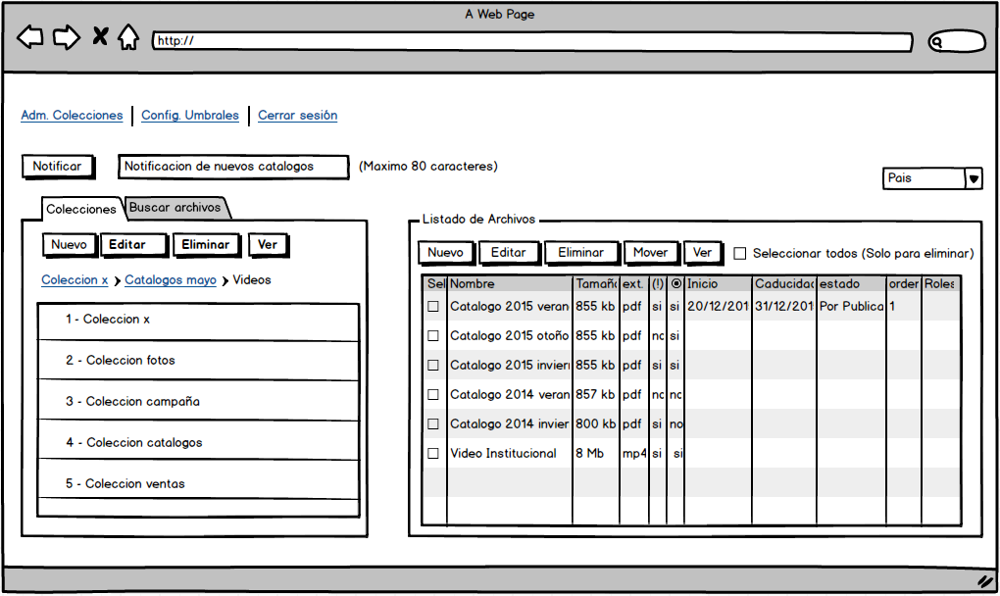 A Web Page
http://
Adm. Colecciones Config. Umbrales Cerrar sesión
Notificar Notificacion de nuevos catalogos (Maximo 80 caracteres)
Pais
Colecciones Buscar archivos
Nuevo Editar Eliminar Ver
Coleccion x Catalogos mayo Videos
1 - Coleccion x
2 - Coleccion fotos
3 - Coleccion campaña
4 - Coleccion catalogos
5 - Coleccion ventas
Listado de Archivos
Nuevo Editar Eliminar Mover Ver Seleccionar todos (Solo para eliminar)
Sel Nombre Tamaño ext. (!) Inicio Caducidad estado order Roles
Catalogo 2015 veran 855 kb pdf si si 20/12/201 31/12/201 Por Publica 1
Catalogo 2015 otoño 855 kb pdf no si
Catalogo 2015 invier 855 kb pdf si si
Catalogo 2014 veran 857 kb pdf no no
Catalogo 2014 invier 800 kb pdf si no
Video Institucional 8 Mb mp4 si si